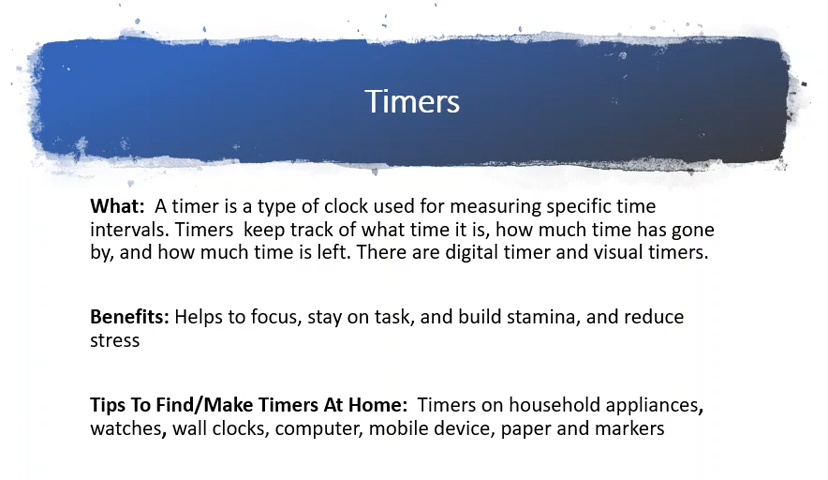 Timers
What:  A timer is a type of clock used for measuring specific time
intervals. Timers  keep track of what time it is, how much time has gone
by, and how much time is left. There are digital timer and visual timers.
Benefits: Helps to focus, stay on task, and build stamina, and reduce
stress
Tips To Find/Make Timers At Home:  Timers on household appliances,
watches, wall clocks, computer, mobile device, paper and markers